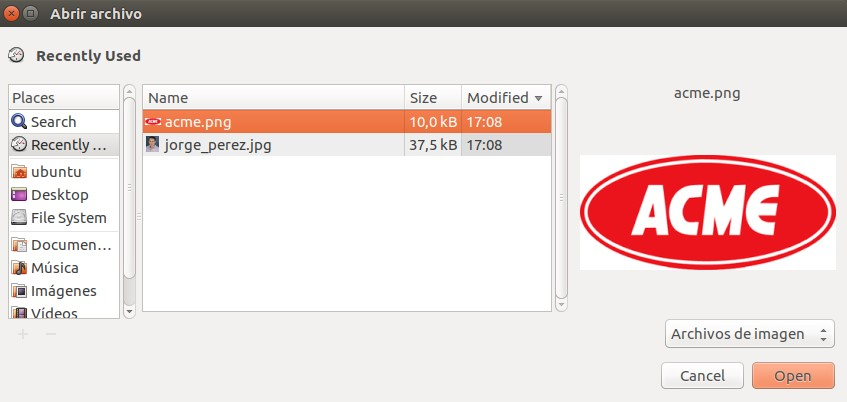 Abrir archivo
Recently Used
Places
Name Size Modified
acme.png
Search
acme.png 10,0 kB 17:08
Recently ...
jorge_perez.jpg 37,5 kB 17:08
ubuntu
Desktop
File System
Documen...
Música
Imágenes
Vídeos
ACME
Archivos de imagen
Cancel Open